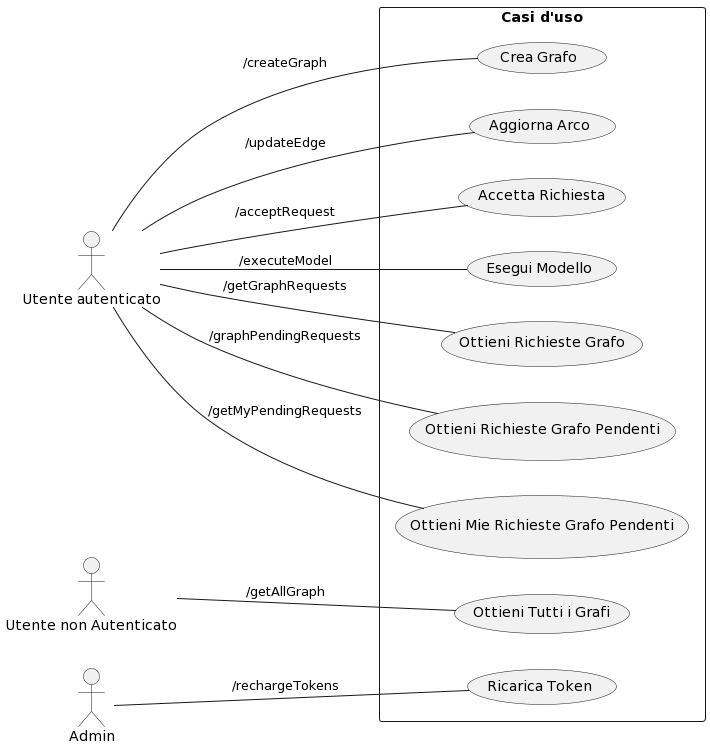 Casi d'uso
/createGraph
Crea Grafo
/updateEdge
Aggiorna Arco
/acceptRequest
Accetta Richiesta
/executeModel
Esegui Modello
/getGraphRequests
Utente autenticato
Ottieni Richieste Grafo
/graphPendingRequests
Ottieni Richieste Grafo Pendenti
/getMyPendingRequests
Ottieni Mie Richieste Grafo Pendenti
/getAllGraph
Utente non Autenticato
Ottieni Tutti i Grafi
/rechargeTokens
Ricarica Token
Admin